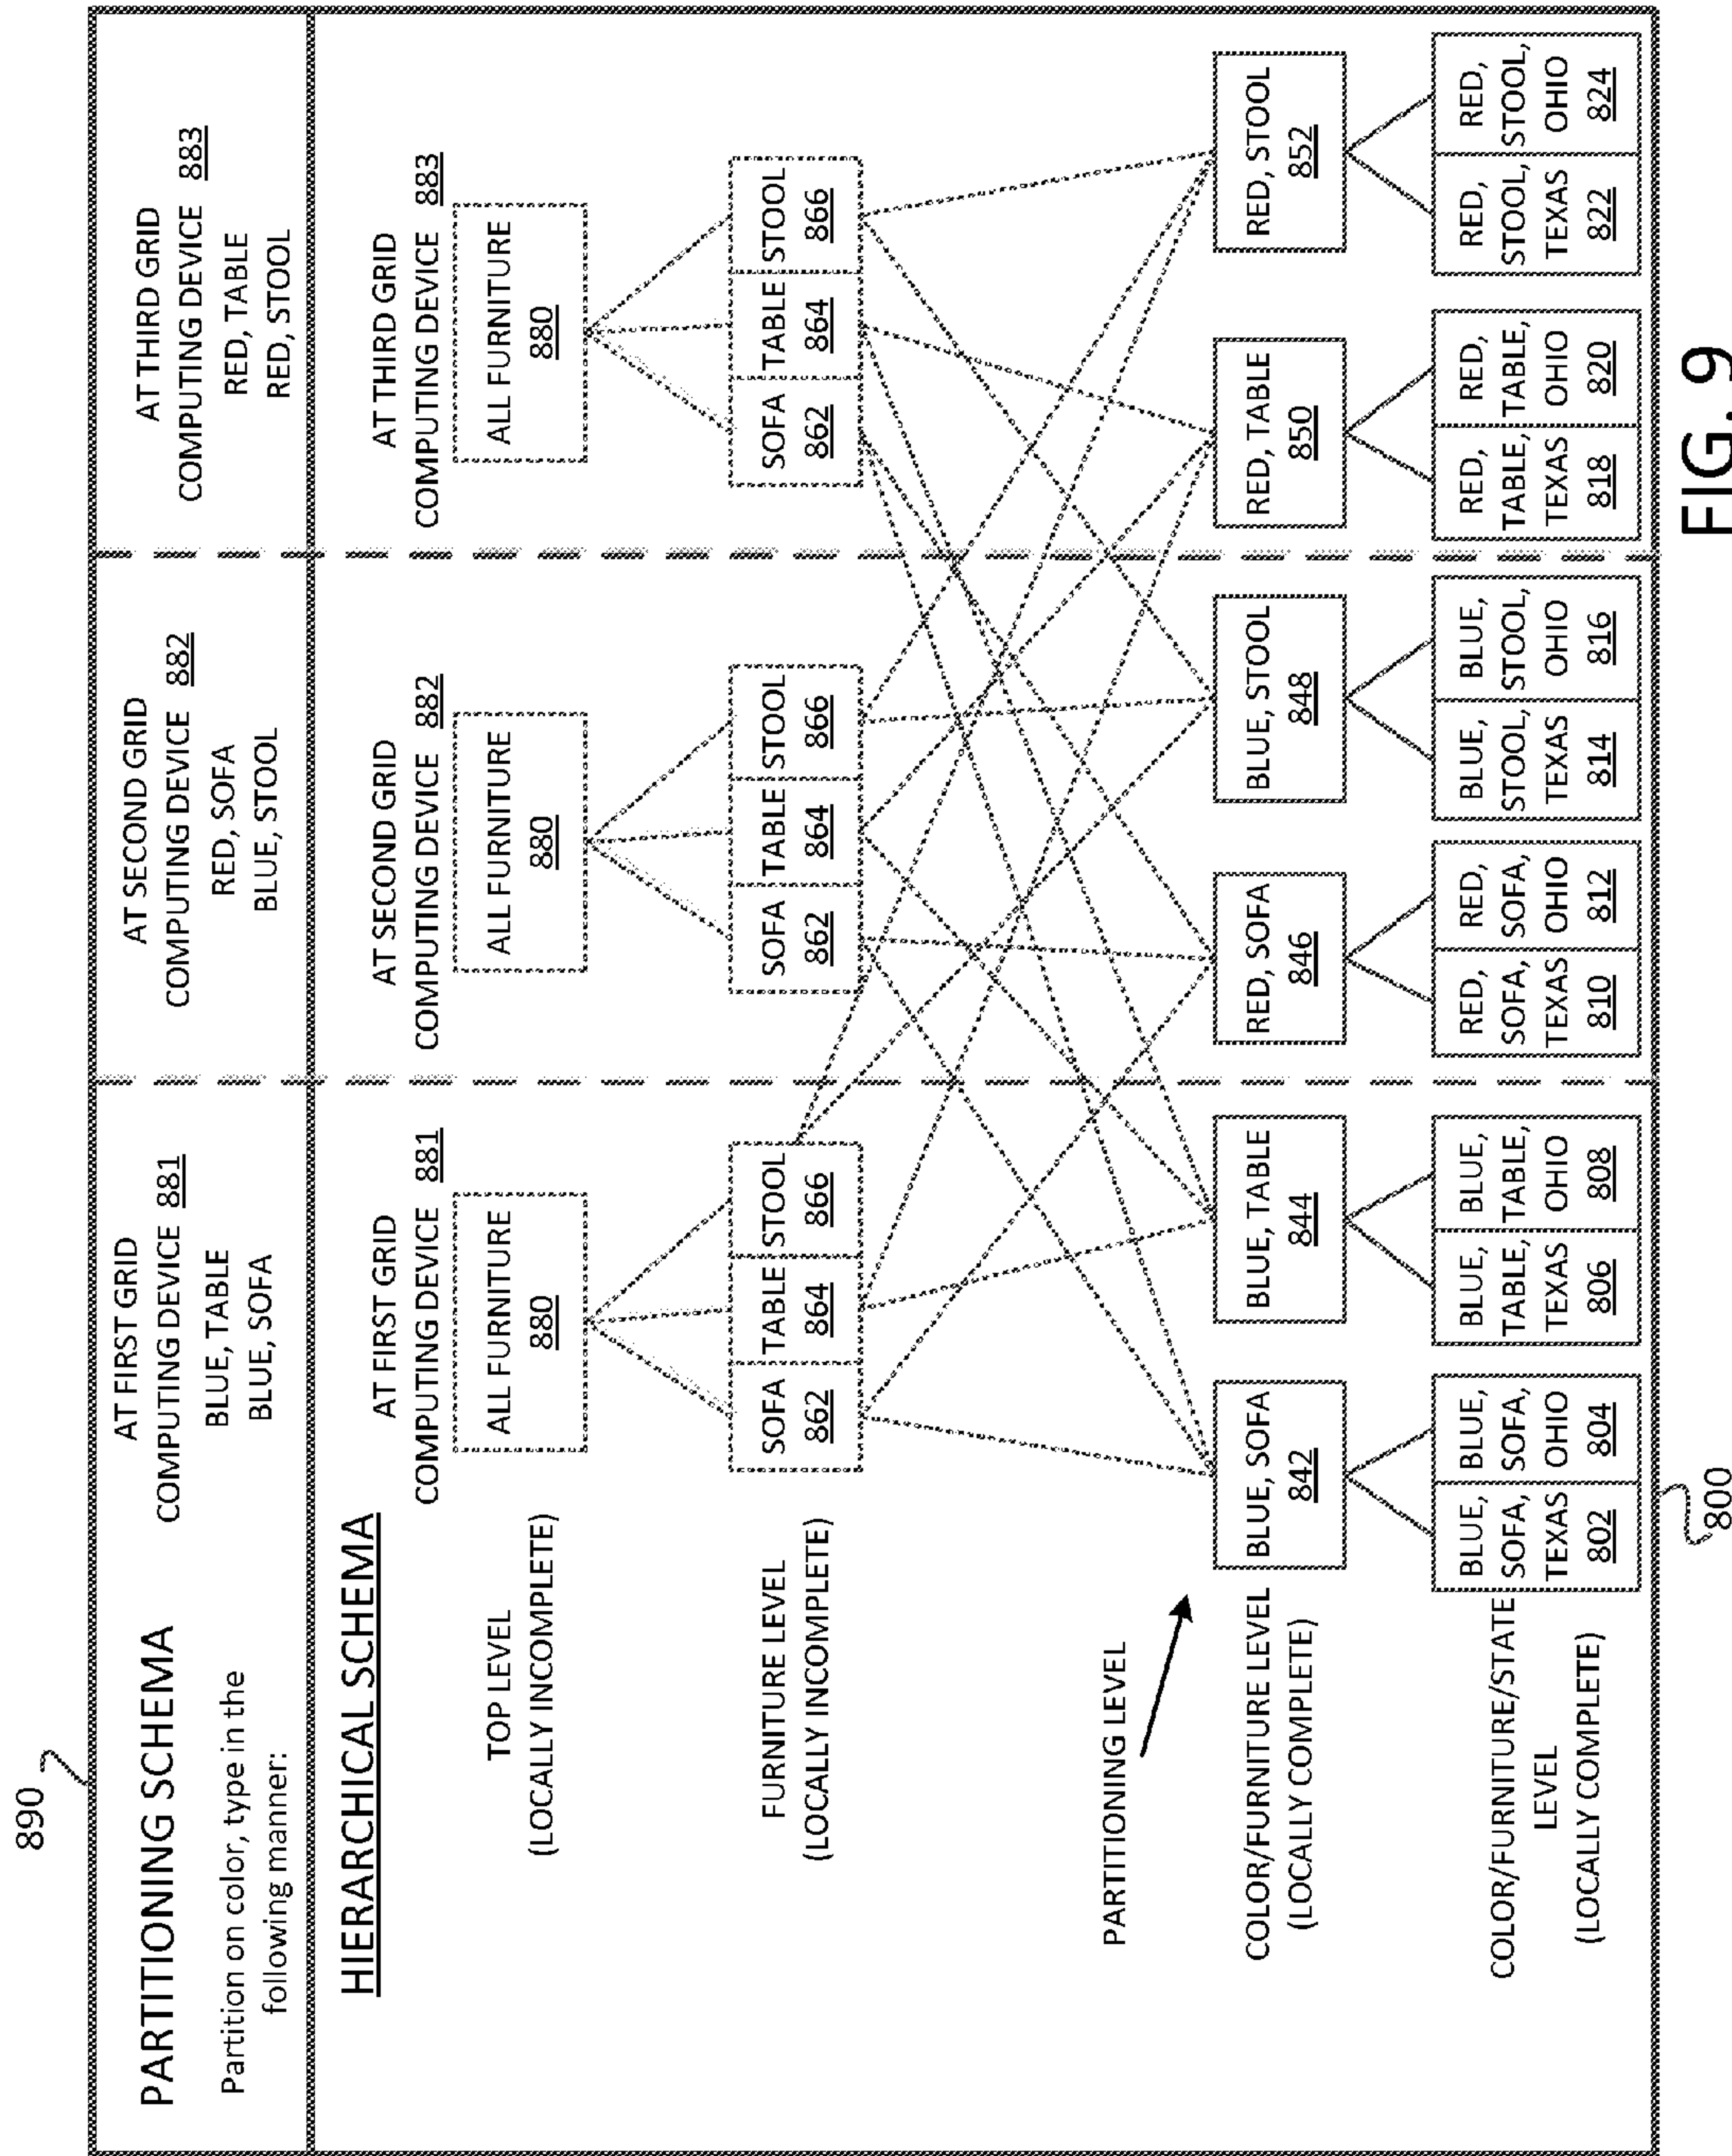 890
PARTITIONING SCHEMA
Partition on color, type in the
following manner:
AT FIRST GRID
COMPUTING DEVICE 881
BLUE, TABLE
BLUE, SOFA
AT SECOND GRID
COMPUTING DEVICE 882
RED, SOFA
BLUE, STOOL
AT THIRD GRID
COMPUTING DEVICE 883
RED, TABLE
RED, STOOL
HIERARCHICAL SCHEMA
AT FIRST GRID
COMPUTING DEVICE 881
AT SECOND GRID
COMPUTING DEVICE 882
AT THIRD GRID
COMPUTING DEVICE 883
TOP LEVEL
(LOCALLY INCOMPLETE)
ALL FURNITURE
880
ALL FURNITURE
880
ALL FURNITURE
880
FURNITURE LEVEL
(LOCALLY INCOMPLETE)
SOFA
862
TABLE
864
STOOL
866
SOFA
862
TABLE
864
STOOL
866
SOFA
862
TABLE
864
STOOL
866
PARTITIONING LEVEL
COLOR/FURNITURE LEVEL
(LOCALLY COMPLETE)
BLUE, SOFA
842
BLUE, TABLE
844
RED, SOFA
846
BLUE, STOOL
848
RED, TABLE
850
RED, STOOL
852
COLOR/FURNITURE/STATE
LEVEL
(LOCALLY COMPLETE)
BLUE,
SOFA,
TEXAS
802
BLUE,
SOFA,
OHIO
804
BLUE,
TABLE,
TEXAS
806
BLUE,
TABLE,
OHIO
808
RED,
SOFA,
TEXAS
810
RED,
SOFA,
OHIO
812
BLUE,
STOOL,
TEXAS
814
BLUE,
STOOL,
OHIO
816
RED,
TABLE,
TEXAS
818
RED,
TABLE,
OHIO
820
RED,
STOOL,
TEXAS
822
RED,
STOOL,
OHIO
824
800
FIG. 9